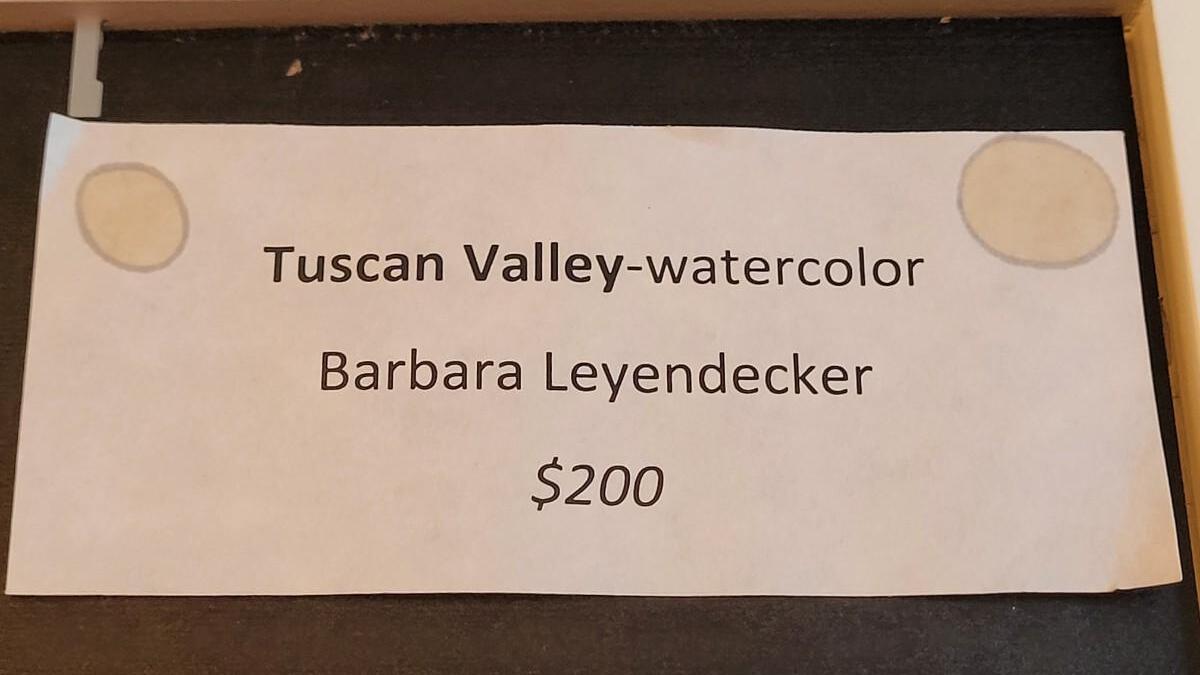 Tuscan Valley-watercolor
Barbara Leyendecker
$200